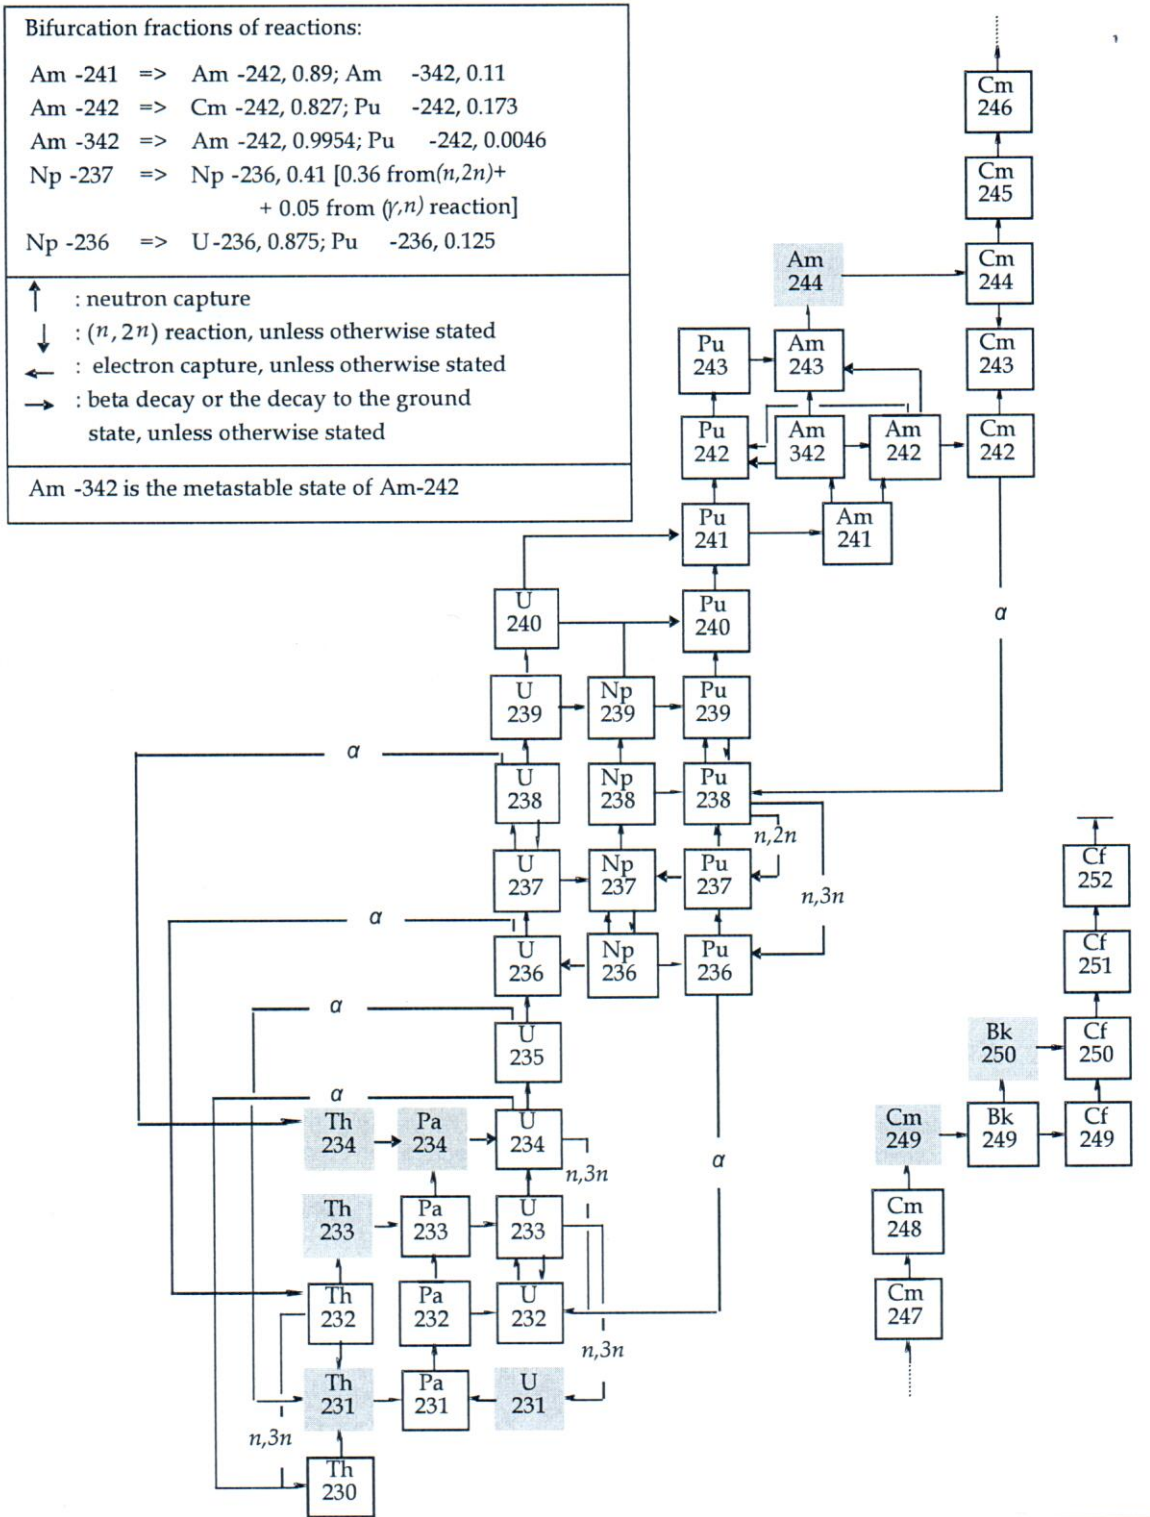 Bifurcation fractions of reactions:
Am -241 => Am -242, 0.89; Am -342, 0.11
Am -242 => Cm -242, 0.827; Pu -242, 0.173
Am -342 => Am -242, 0.9954; Pu -242, 0.0046
Np -237 => Np -236, 0.41 [0.36 from(n,2n)+
+ 0.05 from (γ,n) reaction]
Np -236 => U-236, 0.875; Pu -236, 0.125
↑ : neutron capture
↓ : (n, 2n) reaction, unless otherwise stated
← : electron capture, unless otherwise stated
→ : beta decay or the decay to the ground
state, unless otherwise stated
Am -342 is the metastable state of Am-242
Cm
246
Cm
245
Am
244
Cm
244
Pu
243
Am
243
Cm
243
Pu
242
Am
342
Am
242
Cm
242
Pu
241
Am
241
U
240
Pu
240
α
U
239
Np
239
Pu
239
α
U
238
Np
238
Pu
238
n,2n
U
237
Np
237
Pu
237
n,3n
α
U
236
Np
236
Pu
236
α
U
235
α
Th
234
Pa
234
U
234
n,3n
α
Th
233
Pa
233
U
233
Th
232
Pa
232
U
232
n,3n
Th
231
Pa
231
U
231
n,3n
Th
230
Cf
252
Cf
251
Bk
250
Cf
250
Cm
249
Bk
249
Cf
249
Cm
248
Cm
247